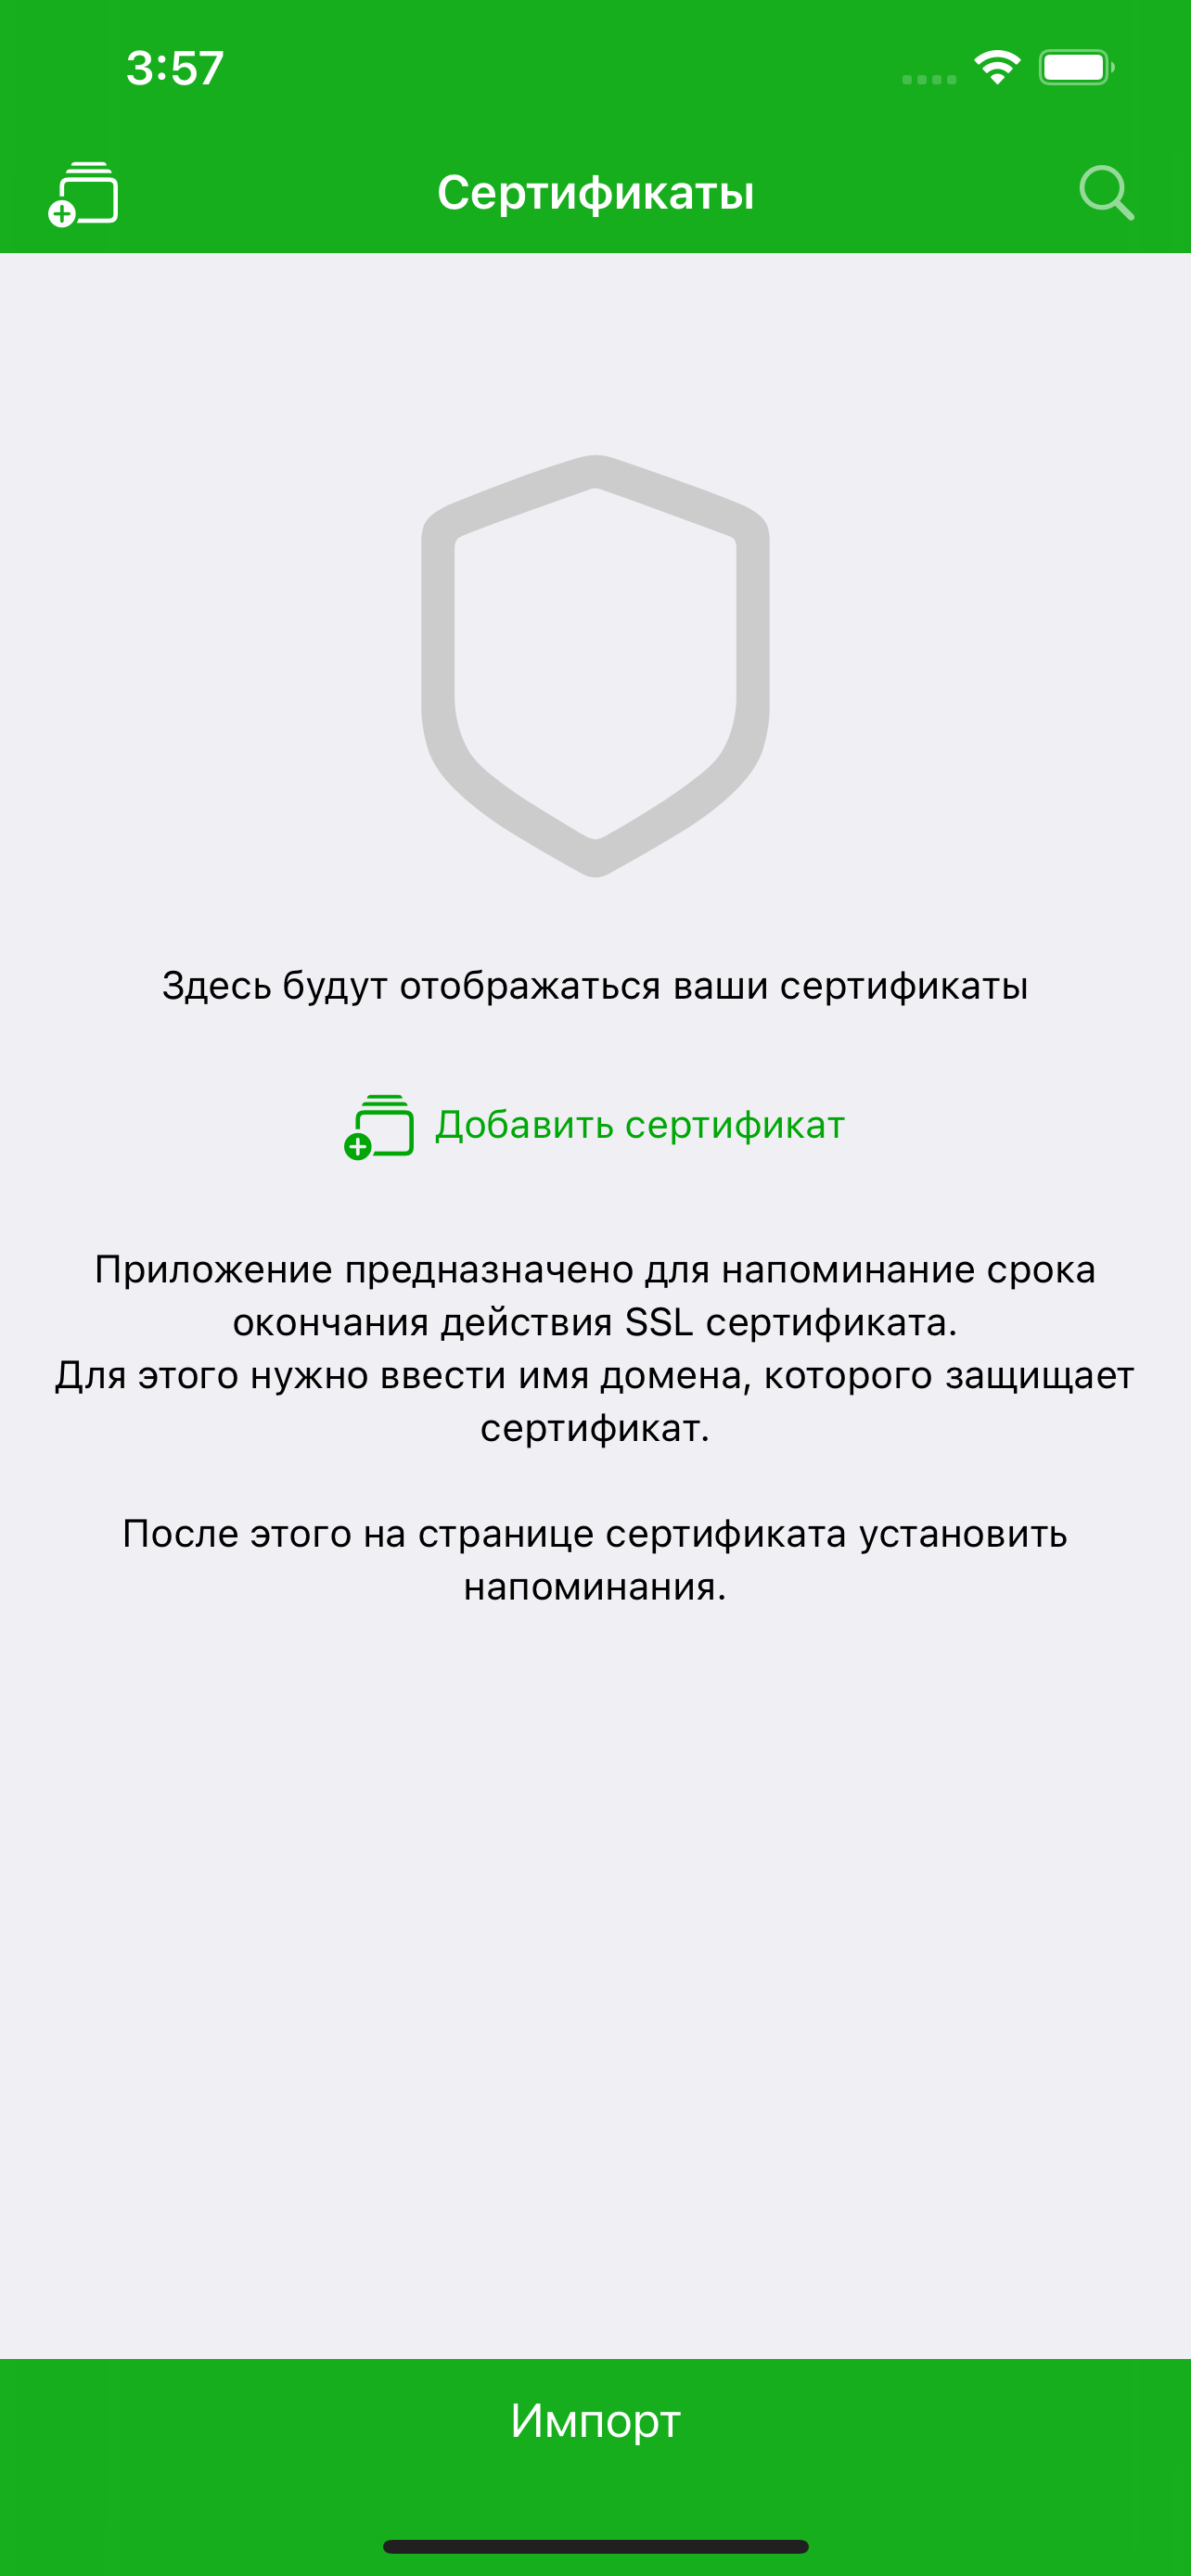 3:57
Сертификаты
Здесь будут отображаться ваши сертификаты
Добавить сертификат
Приложение предназначено для напоминание срока
окончания действия SSL сертификата.
Для этого нужно ввести имя домена, которого защищает
сертификат.
После этого на странице сертификата установить
напоминания.
Импорт